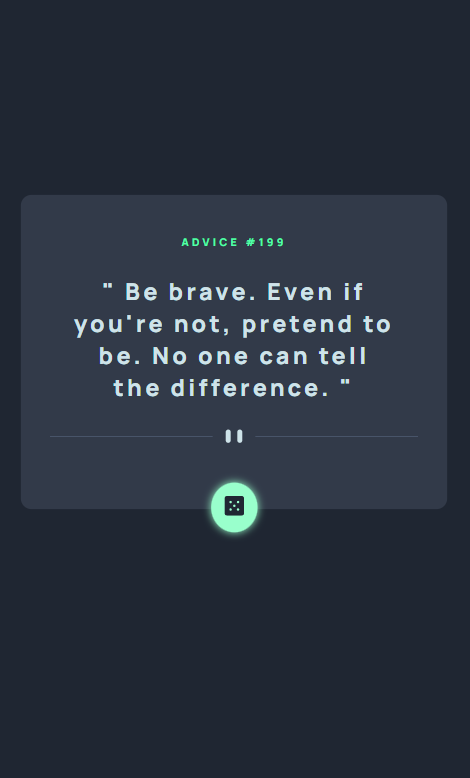 ADVICE #199
" Be brave. Even if
you're not, pretend to
be. No one can tell
the difference. "